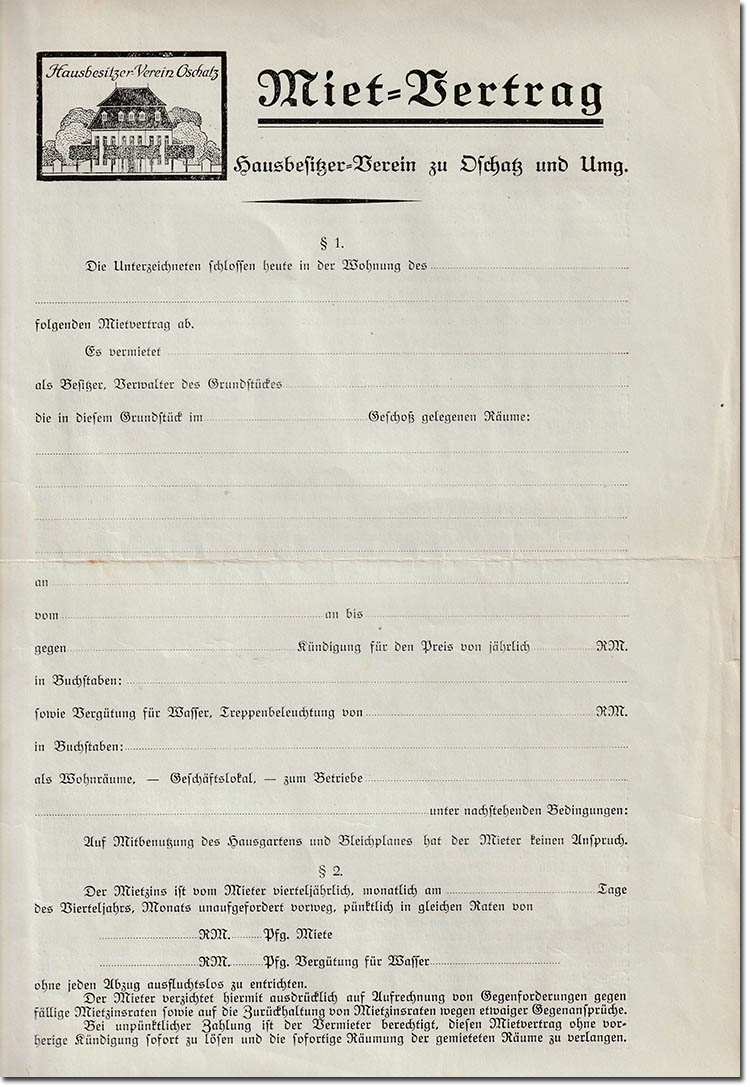 Hausbesitzer-Verein Oschatz
Miet-Vertrag
Hausbesitzer-Verein zu Oschatz und Umg.
§ 1.
Die Unterzeichneten schlossen heute in der Wohnung des
folgenden Mietvertrag ab.
Es vermietet
als Besitzer, Verwalter des Grundstückes
die in diesem Grundstück im Geschoß gelegenen Räume:
an
vom an bis
gegen Kündigung für den Preis von jährlich RM.
in Buchstaben:
sowie Vergütung für Wasser, Treppenbeleuchtung von RM.
in Buchstaben:
als Wohnräume, — Geschäftslokal, — zum Betriebe
unter nachstehenden Bedingungen:
Auf Mitbenutzung des Hausgartens und Bleichplanes hat der Mieter keinen Anspruch.
§ 2.
Der Mietzins ist vom Mieter vierteljährlich, monatlich am Tage
des Vierteljahrs, Monats unaufgefordert vorweg, pünktlich in gleichen Raten von
RM. Pfg. Miete
RM. Pfg. Vergütung für Wasser
ohne jeden Abzug ausfluchtslos zu entrichten.
Der Mieter verzichtet hiermit ausdrücklich auf Aufrechnung von Gegenforderungen gegen
fällige Mietzinsraten sowie auf die Zurückhaltung von Mietzinsraten wegen etwaiger Gegenansprüche.
Bei unpünktlicher Zahlung ist der Vermieter berechtigt, diesen Mietvertrag ohne vor-
herige Kündigung sofort zu lösen und die sofortige Räumung der gemieteten Räume zu verlangen.